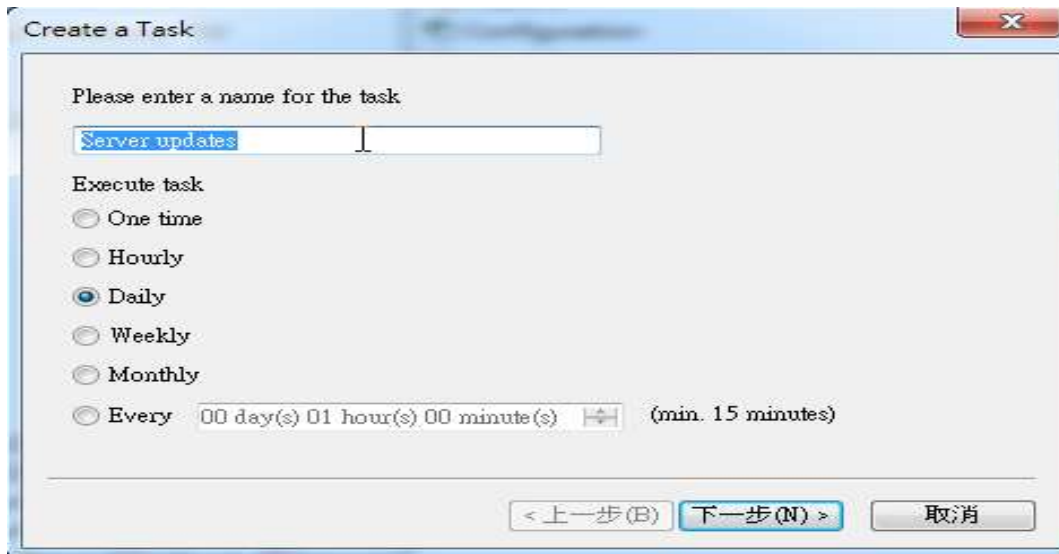 Create a Task
Please enter a name for the task
Server updates
Execute task
One time
Hourly
Daily
Weekly
Monthly
Every 00 day(s) 01 hour(s) 00 minute(s) (min. 15 minutes)
<上一步(B) 下一步(N) > 取消